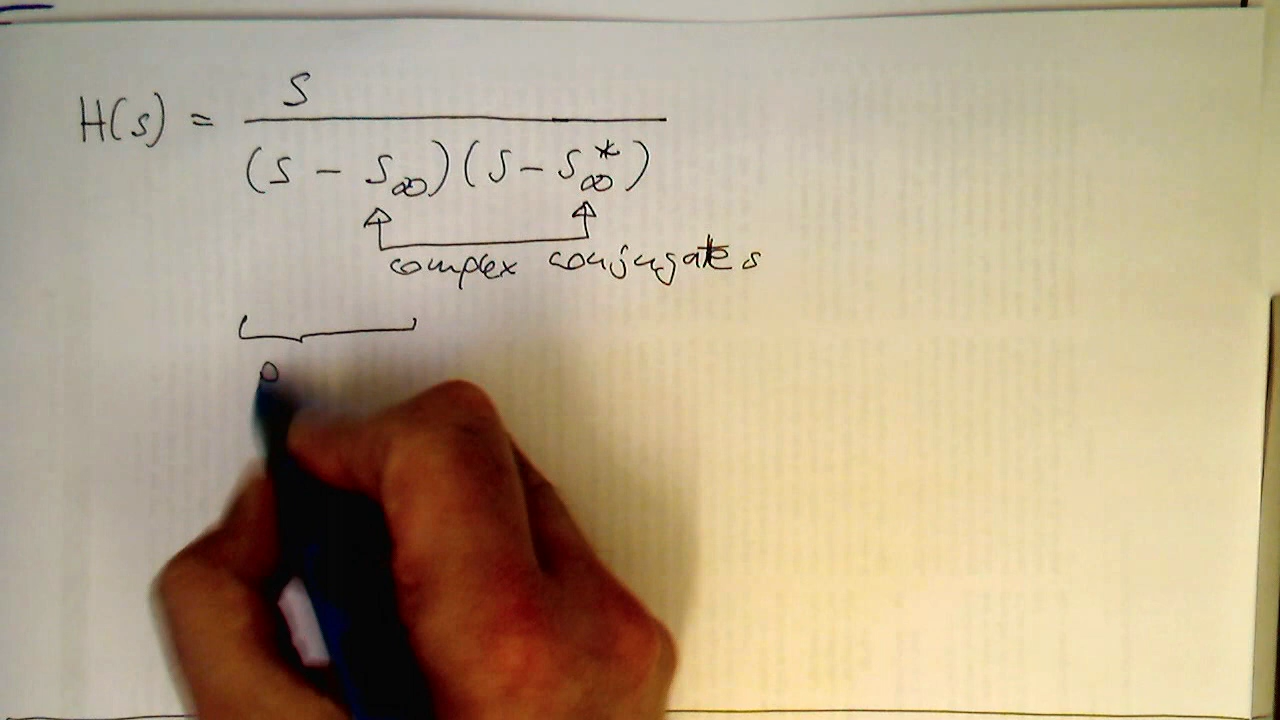 H(s) = s / ((s - s∞)(s - s∞*))
complex conjugates